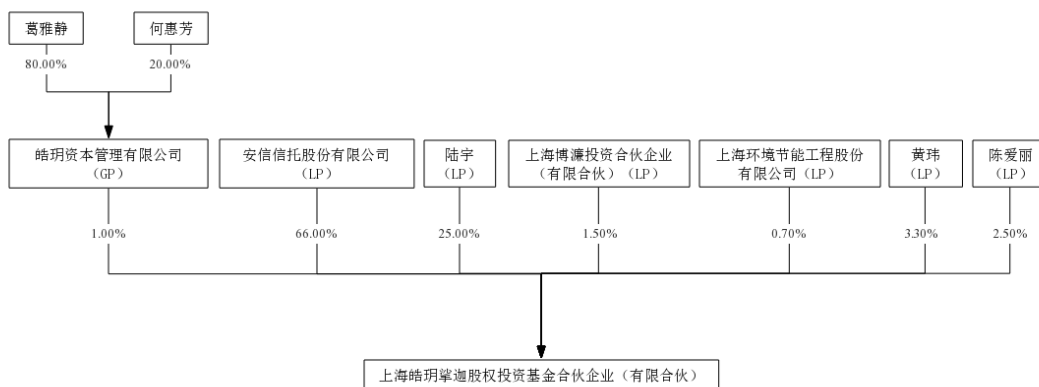 葛雅静
何惠芳
80.00%
20.00%
皓玥资本管理有限公司
（GP）
安信信托股份有限公司
（LP）
陆宇
（LP）
上海博濂投资合伙企业
（有限合伙）（LP）
上海环境节能工程股份
有限公司（LP）
黄玮
（LP）
陈爱丽
（LP）
1.00%
66.00%
25.00%
1.50%
0.70%
3.30%
2.50%
上海皓玥挲迦股权投资基金合伙企业（有限合伙）